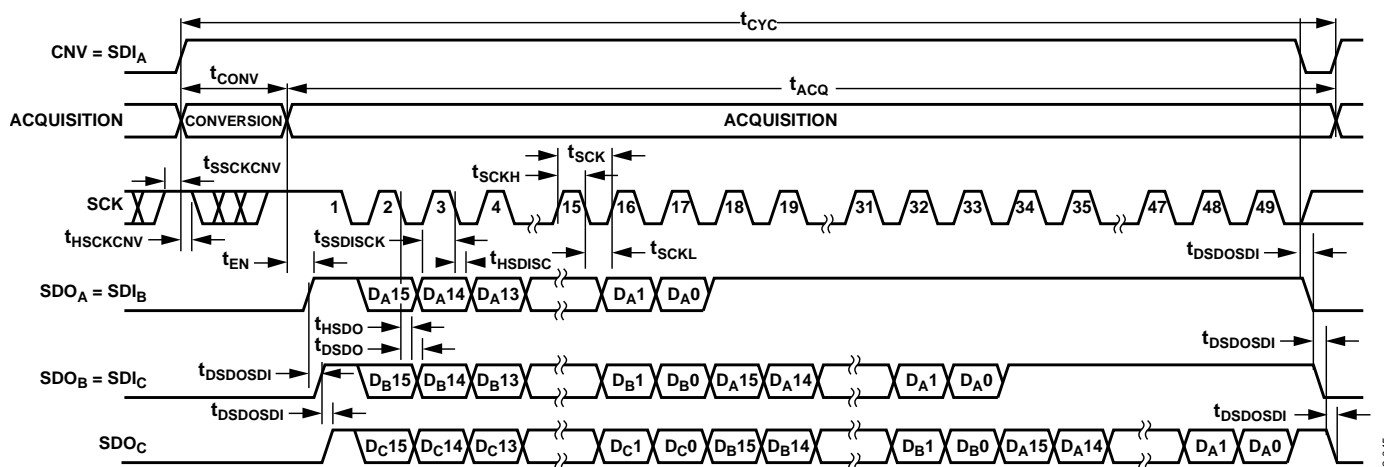 tCYC
CNV = SDIA
tCONV
tACQ
ACQUISITION
CONVERSION
ACQUISITION
tSSCKCNV
tSCK
tSCKH
SCK
1 2 3 4 15 16 17 18 19 31 32 33 34 35 47 48 49
tHSCKCNV
tSSDISCK
tSCKL
tDSDOSDI
tEN
tHSDISC
SDOA = SDIB
DA15 DA14 DA13 DA1 DA0
tHSDO
tDSDO
tDSDOSDI
tDSDOSDI
SDOB = SDIC
DB15 DB14 DB13 DB1 DB0 DA15 DA14 DA1 DA0
tDSDOSDI
tDSDOSDI
SDOC
DC15 DC14 DC13 DC1 DC0 DB15 DB14 DB1 DB0 DA15 DA14 DA1 DA0